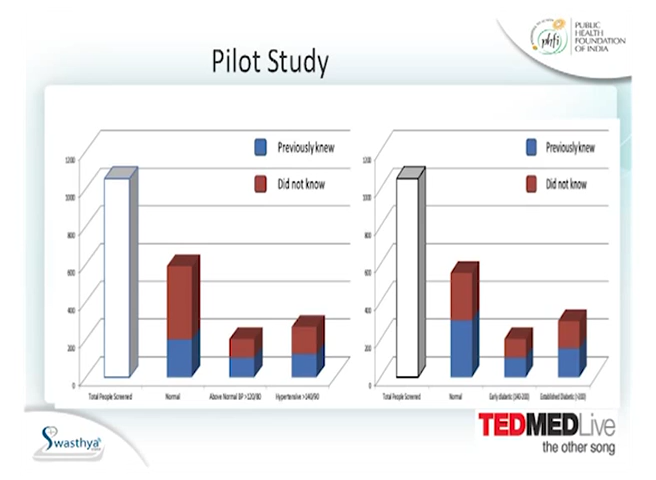 PUBLIC
HEALTH
FOUNDATION
OF INDIA
phfi
Pilot Study
Previously knew
Did not know
1200
1000
800
600
400
200
0
Total People Screened
Normal
Above Normal BP >120/80
Hypertensive >140/90
Previously knew
Did not know
1200
1000
800
600
400
200
0
Total People Screened
Normal
Early diabetic (140-200)
Established Diabetic (>200)
Swasthya
TEDMEDLive
the other song